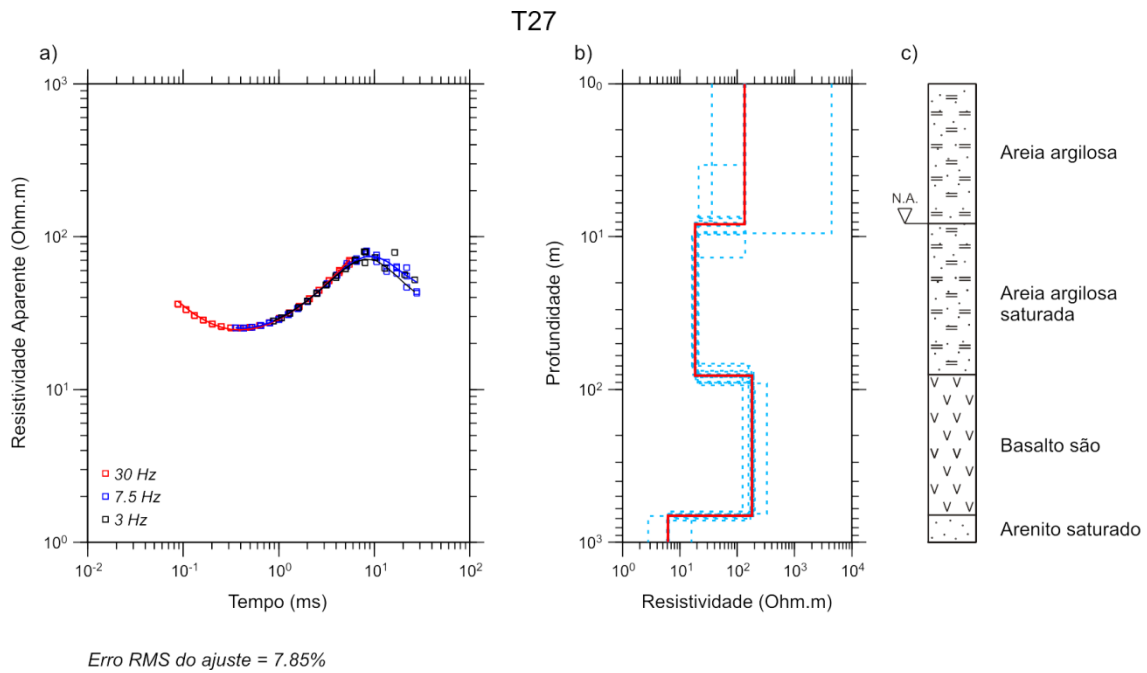 T27
a)
10³
10²
10¹
10⁰
Resistividade Aparente (Ohm.m)
30 Hz
7.5 Hz
3 Hz
10⁻² 10⁻¹ 10⁰ 10¹ 10²
Tempo (ms)
Erro RMS do ajuste = 7.85%
b)
10⁰
10¹
10²
10³
Profundidade (m)
10⁰ 10¹ 10² 10³ 10⁴
Resistividade (Ohm.m)
c)
Areia argilosa
N.A.
Areia argilosa
saturada
Basalto são
Arenito saturado